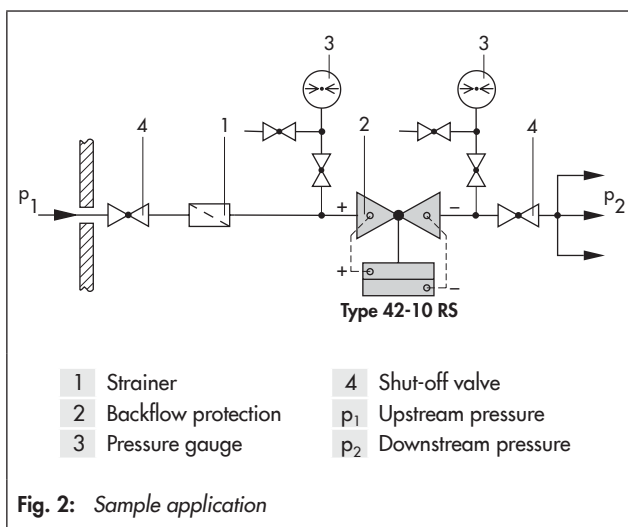 3 3
4 1 2 4
p1 + − p2
+ −
Type 42-10 RS
1 Strainer
2 Backflow protection
3 Pressure gauge
4 Shut-off valve
p1 Upstream pressure
p2 Downstream pressure
Fig. 2: Sample application